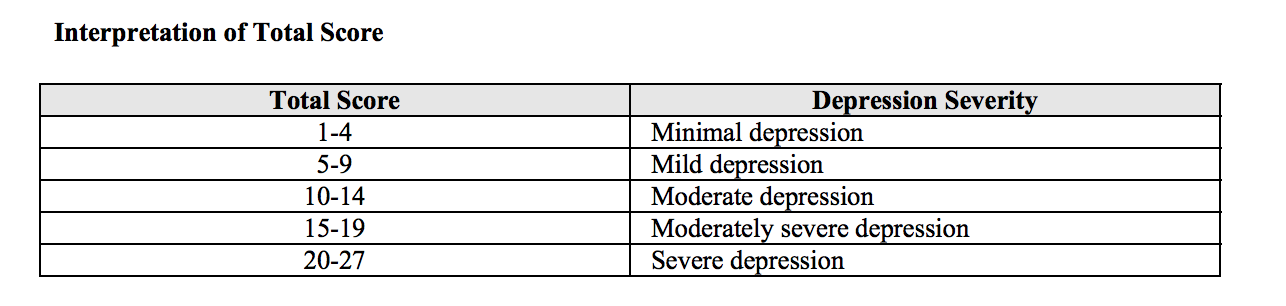 Interpretation of Total Score
Total Score Depression Severity
1-4 Minimal depression
5-9 Mild depression
10-14 Moderate depression
15-19 Moderately severe depression
20-27 Severe depression